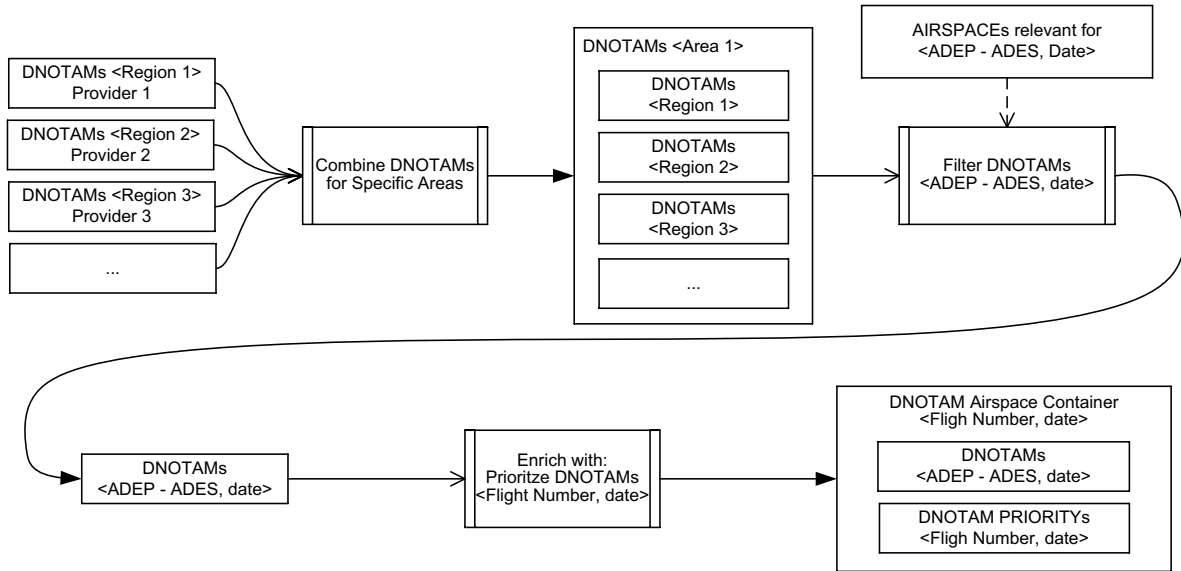 DNOTAMs <Region 1>
Provider 1
DNOTAMs <Region 2>
Provider 2
DNOTAMs <Region 3>
Provider 3
...
Combine DNOTAMs
for Specific Areas
DNOTAMs <Area 1>
DNOTAMs
<Region 1>
DNOTAMs
<Region 2>
DNOTAMs
<Region 3>
...
AIRSPACEs relevant for
<ADEP - ADES, Date>
Filter DNOTAMs
<ADEP - ADES, date>
DNOTAMs
<ADEP - ADES, date>
Enrich with:
Prioritze DNOTAMs
<Flight Number, date>
DNOTAM Airspace Container
<Fligh Number, date>
DNOTAMs
<ADEP - ADES, date>
DNOTAM PRIORITYs
<Fligh Number, date>